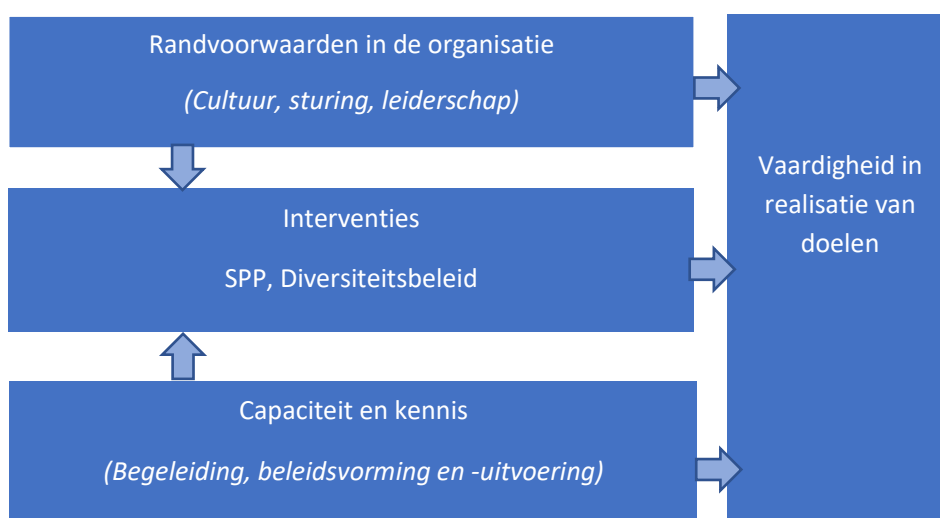 Randvoorwaarden in de organisatie
(Cultuur, sturing, leiderschap)
Interventies
SPP, Diversiteitsbeleid
Capaciteit en kennis
(Begeleiding, beleidsvorming en -uitvoering)
Vaardigheid in
realisatie van
doelen